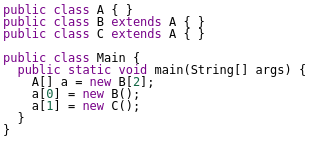 public class A { }
public class B extends A { }
public class C extends A { }

public class Main {
  public static void main(String[] args) {
    A[] a = new B[2];
    a[0] = new B();
    a[1] = new C();
  }
}